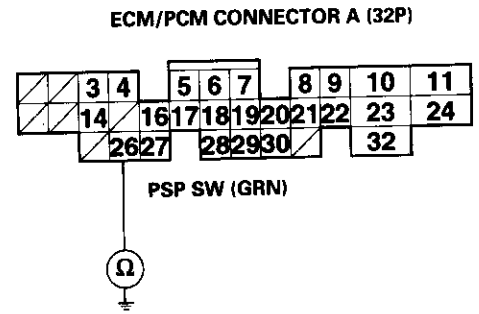 ECM/PCM CONNECTOR A (32P)
3 4 5 6 7 8 9 10 11
14 16 17 18 19 20 21 22 23 24
26 27 28 29 30 32
PSP SW (GRN)
Ω